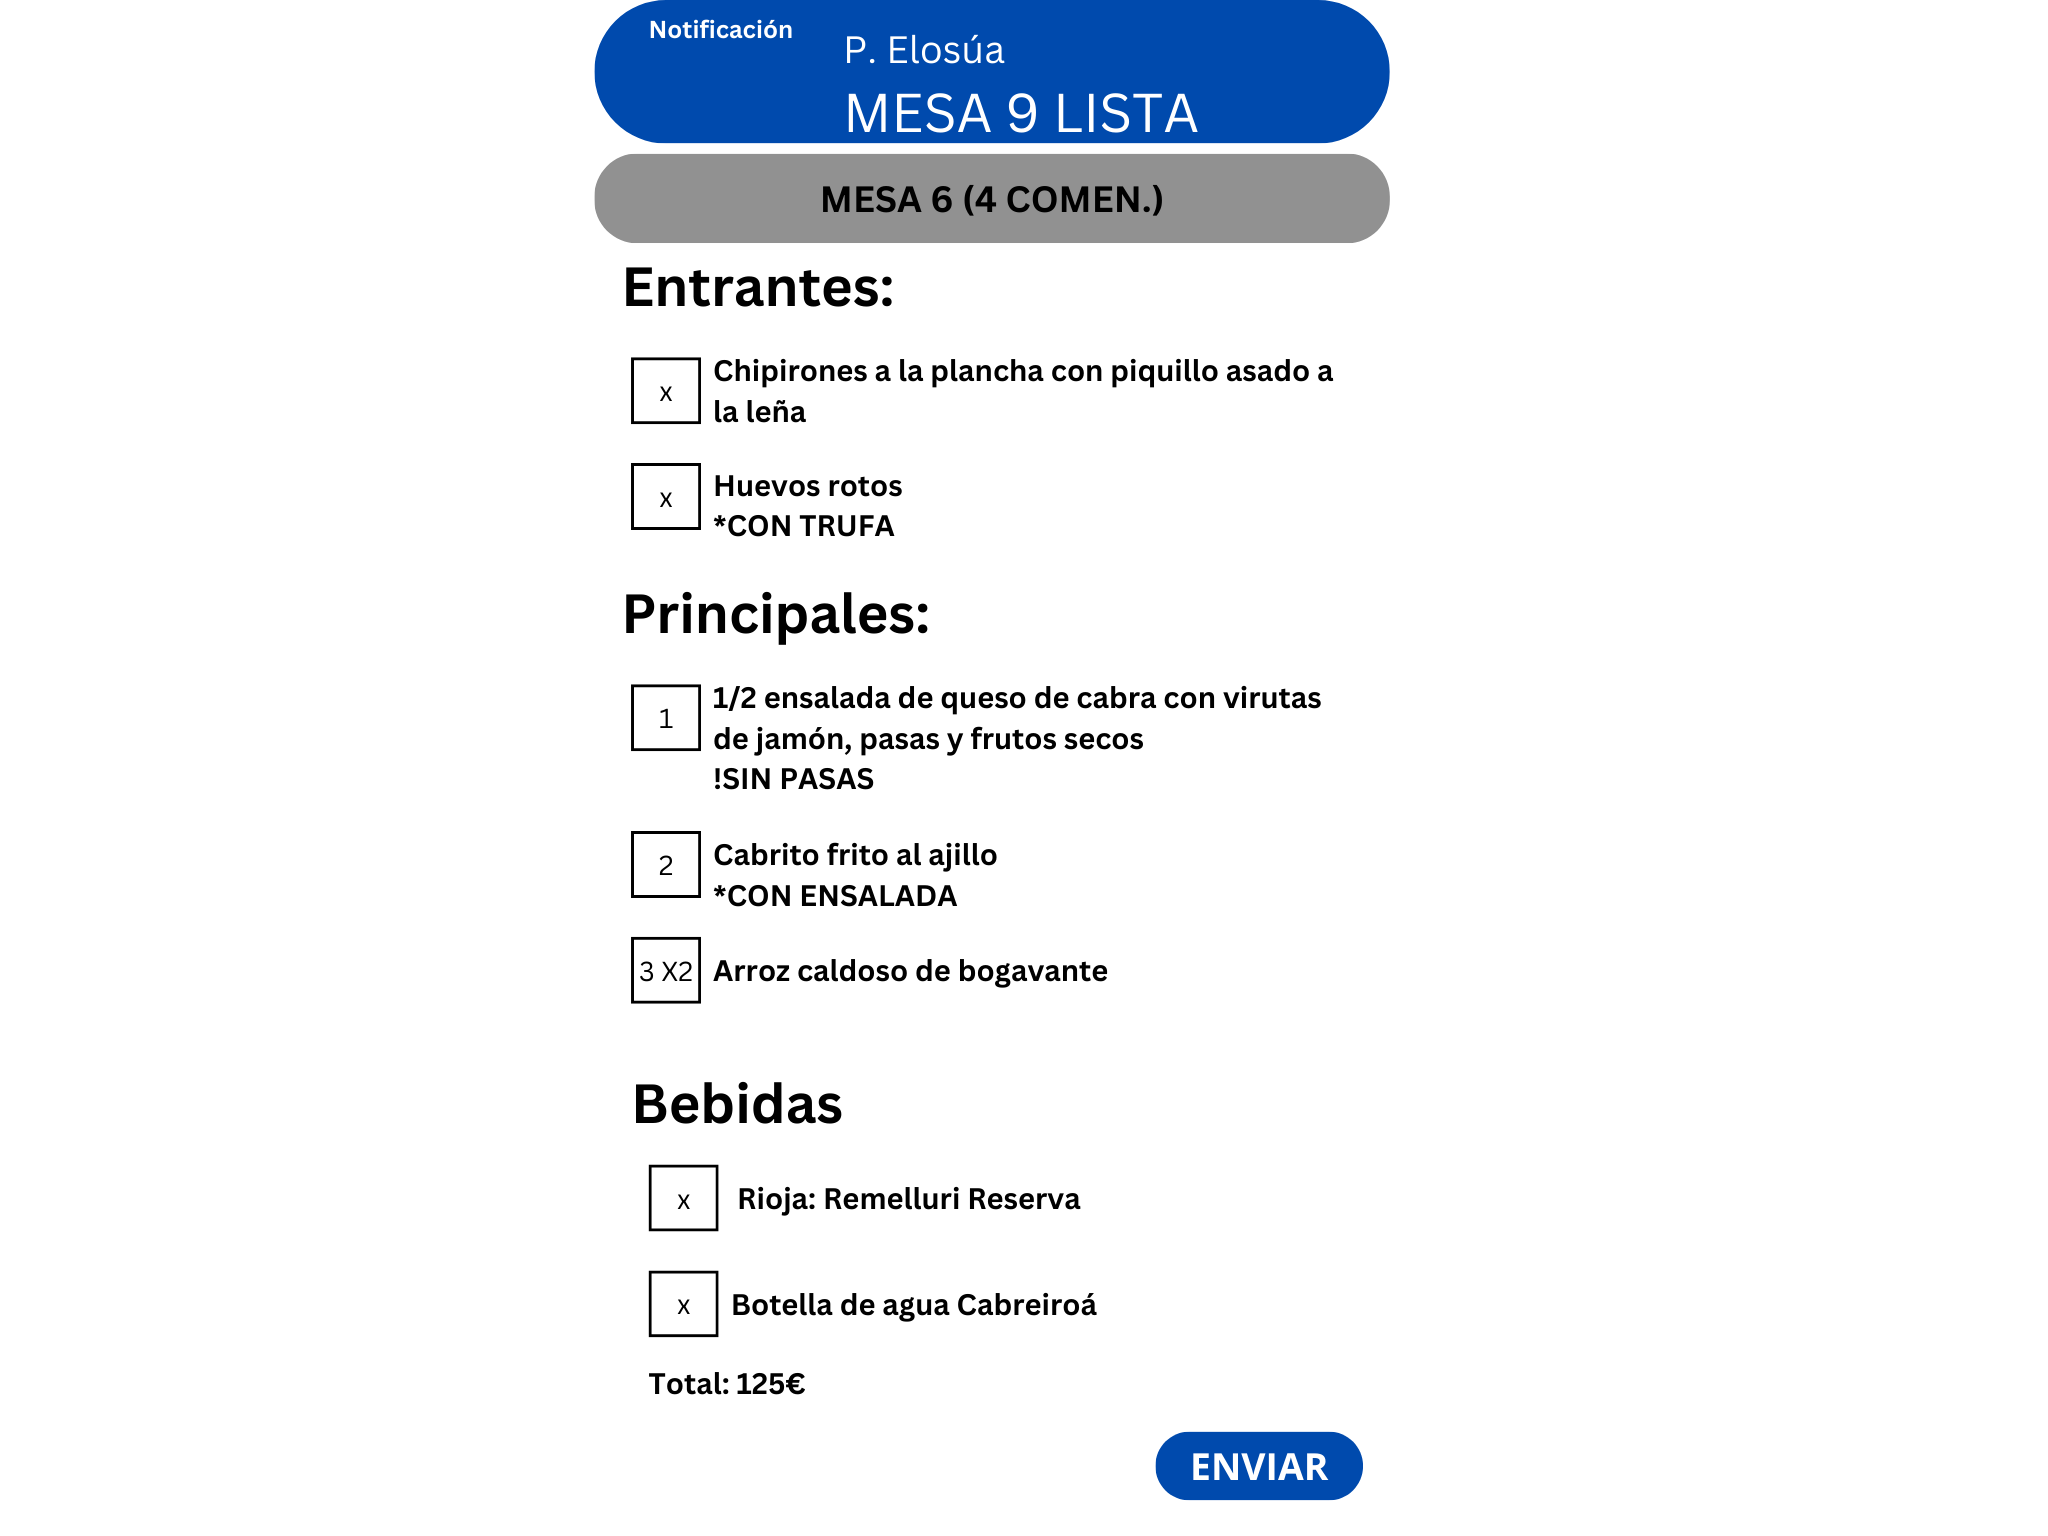 Notificación
P. Elosúa
MESA 9 LISTA
MESA 6 (4 COMEN.)
Entrantes:
x Chipirones a la plancha con piquillo asado a
la leña
x Huevos rotos
*CON TRUFA
Principales:
1 1/2 ensalada de queso de cabra con virutas
de jamón, pasas y frutos secos
!SIN PASAS
2 Cabrito frito al ajillo
*CON ENSALADA
3 X2 Arroz caldoso de bogavante
Bebidas
x Rioja: Remelluri Reserva
x Botella de agua Cabreiroá
Total: 125€
ENVIAR